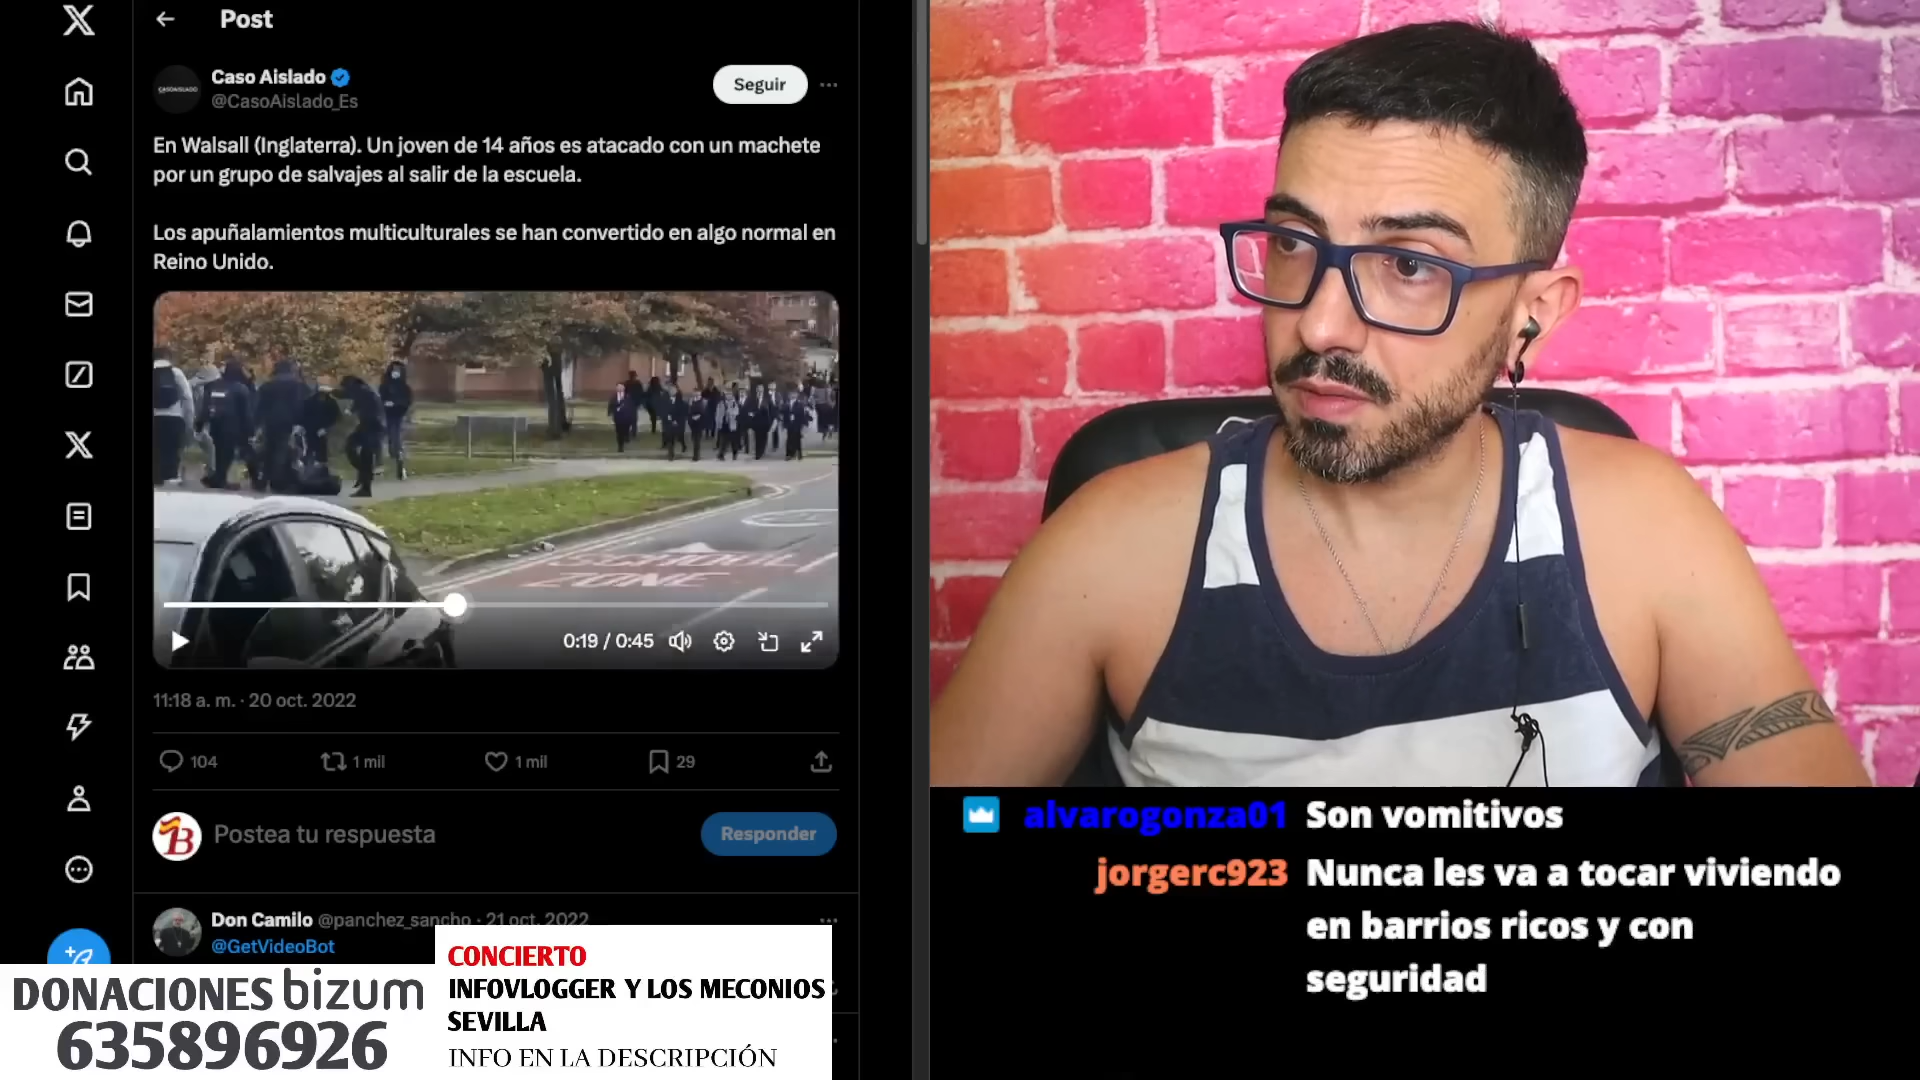 Post
Caso Aislado
@CasoAislado_Es
Seguir
CASOAISLADO
En Walsall (Inglaterra). Un joven de 14 años es atacado con un machete
por un grupo de salvajes al salir de la escuela.
Los apuñalamientos multiculturales se han convertido en algo normal en
Reino Unido.
SCHOOL
ZONE
0:19 / 0:45
11:18 a. m. · 20 oct. 2022
104
1 mil
1 mil
29
B
Postea tu respuesta
Responder
Don Camilo @panchez_sancho · 21 oct. 2022
@GetVideoBot
DONACIONES bizum
635896926
CONCIERTO
INFOVLOGGER Y LOS MECONIOS
SEVILLA
INFO EN LA DESCRIPCIÓN
alvarogonza01 Son vomitivos
jorgerc923 Nunca les va a tocar viviendo
en barrios ricos y con
seguridad